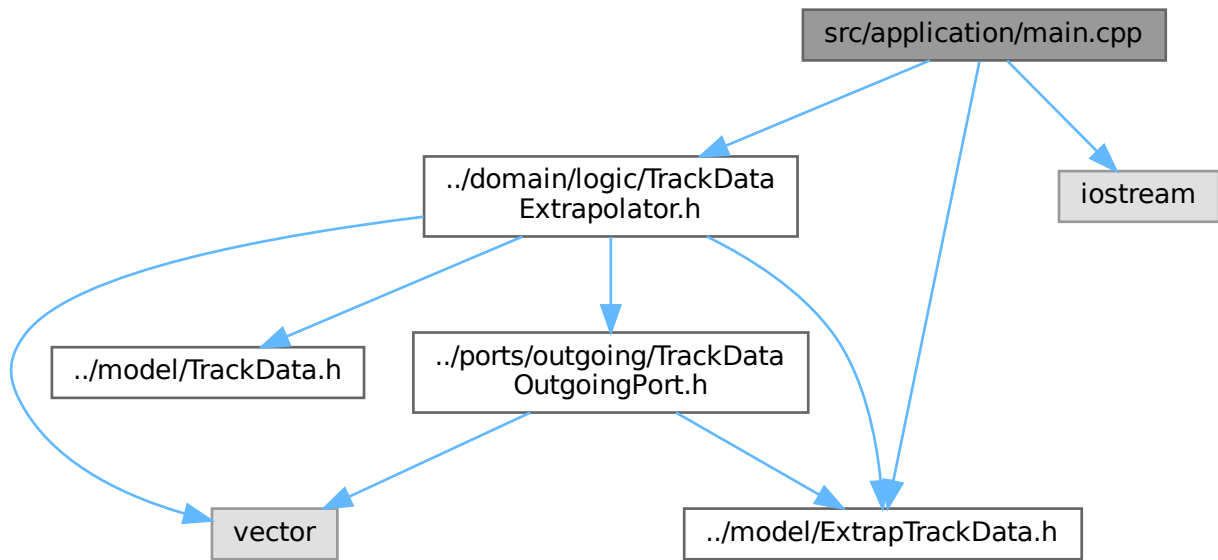 src/application/main.cpp
../domain/logic/TrackData
Extrapolator.h
iostream
../model/TrackData.h
../ports/outgoing/TrackData
OutgoingPort.h
vector
../model/ExtrapTrackData.h